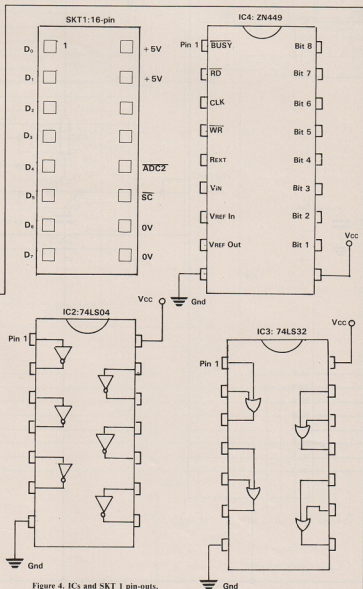 SKT1:16-pin
D0 1 +5V
D1 +5V
D2
D3
D4 ADC2
D5 SC
D6 0V
D7 0V
IC4: ZN449
Pin 1 BUSY Bit 8
RD Bit 7
CLK Bit 6
WR Bit 5
REXT Bit 4
VIN Bit 3
VREF In Bit 2
VREF Out Bit 1
VCC
Gnd
IC2:74LS04
VCC
Pin 1
Gnd
IC3: 74LS32
VCC
Pin 1
Gnd
Figure 4. ICs and SKT 1 pin-outs.